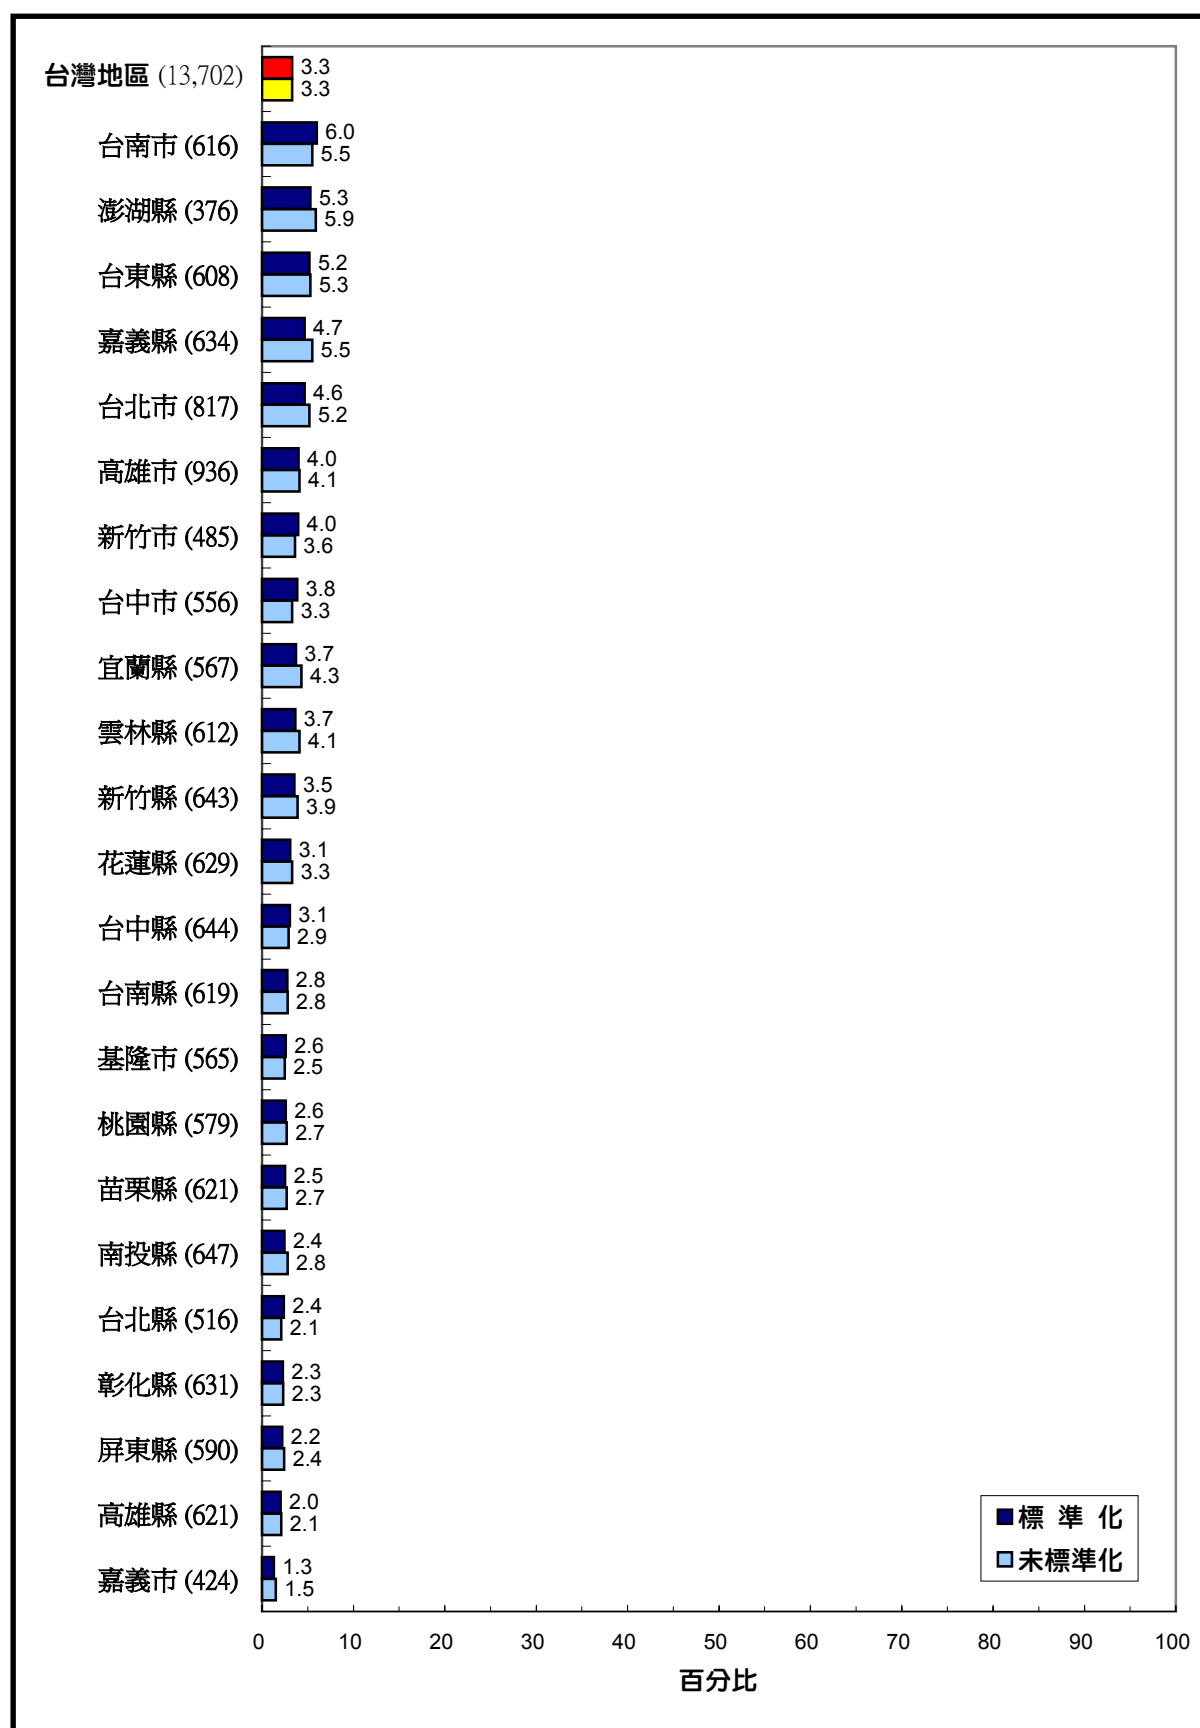 台灣地區 (13,702) 3.3
3.3
台南市 (616) 6.0
5.5
澎湖縣 (376) 5.3
5.9
台東縣 (608) 5.2
5.3
嘉義縣 (634) 4.7
5.5
台北市 (817) 4.6
5.2
高雄市 (936) 4.0
4.1
新竹市 (485) 4.0
3.6
台中市 (556) 3.8
3.3
宜蘭縣 (567) 3.7
4.3
雲林縣 (612) 3.7
4.1
新竹縣 (643) 3.5
3.9
花蓮縣 (629) 3.1
3.3
台中縣 (644) 3.1
2.9
台南縣 (619) 2.8
2.8
基隆市 (565) 2.6
2.5
桃園縣 (579) 2.6
2.7
苗栗縣 (621) 2.5
2.7
南投縣 (647) 2.4
2.8
台北縣 (516) 2.4
2.1
彰化縣 (631) 2.3
2.3
屏東縣 (590) 2.2
2.4
高雄縣 (621) 2.0
2.1
嘉義市 (424) 1.3
1.5
標 準 化
未標準化
0 10 20 30 40 50 60 70 80 90 100
百分比